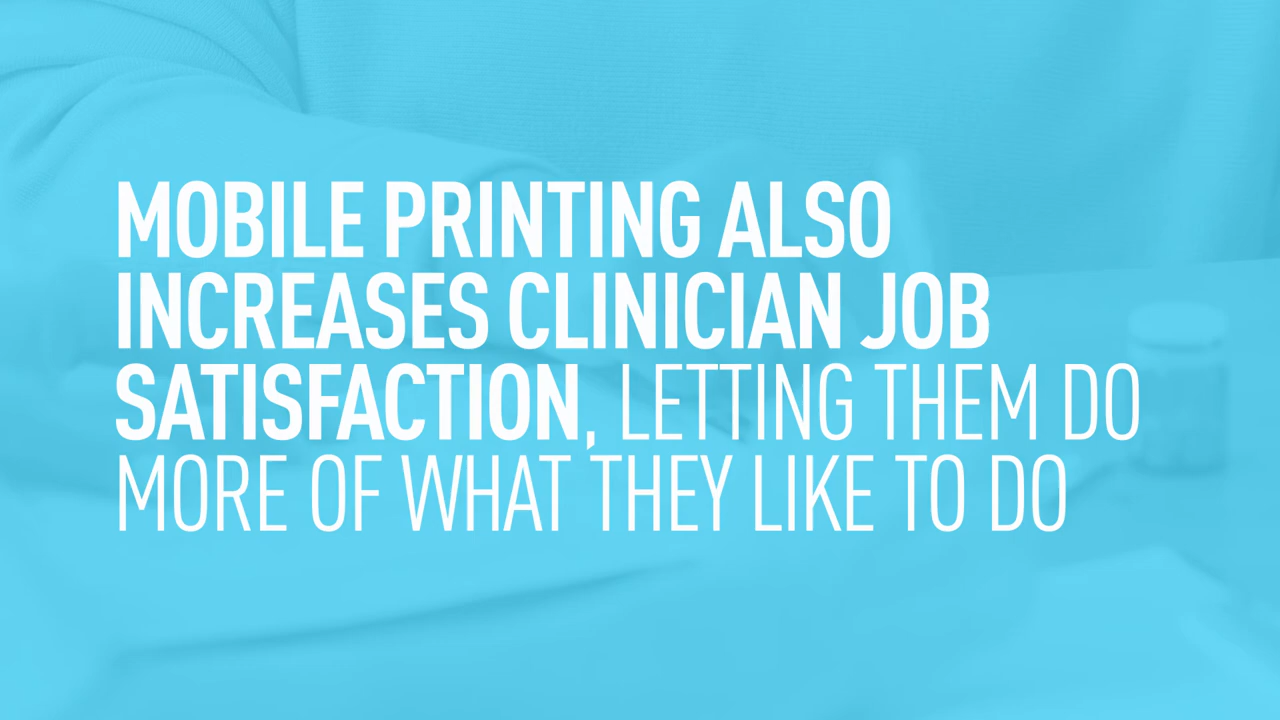 MOBILE PRINTING ALSO
INCREASES CLINICIAN JOB
SATISFACTION, LETTING THEM DO
MORE OF WHAT THEY LIKE TO DO